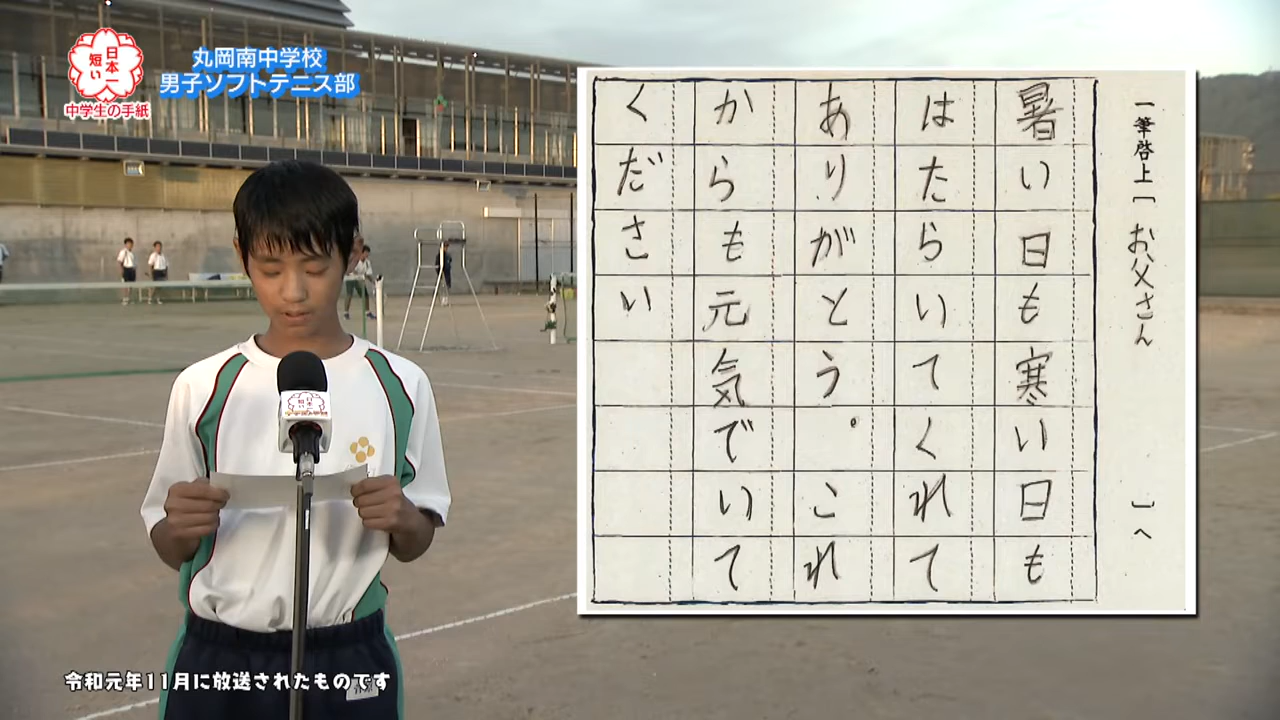 日本一
短い
中学生の手紙
丸岡南中学校
男子ソフトテニス部
一筆啓上「お父さん　」へ
暑い日も寒い日も
はたらいてくれて
ありがとう。これ
からも元気でいて
ください
令和元年11月に放送されたものです